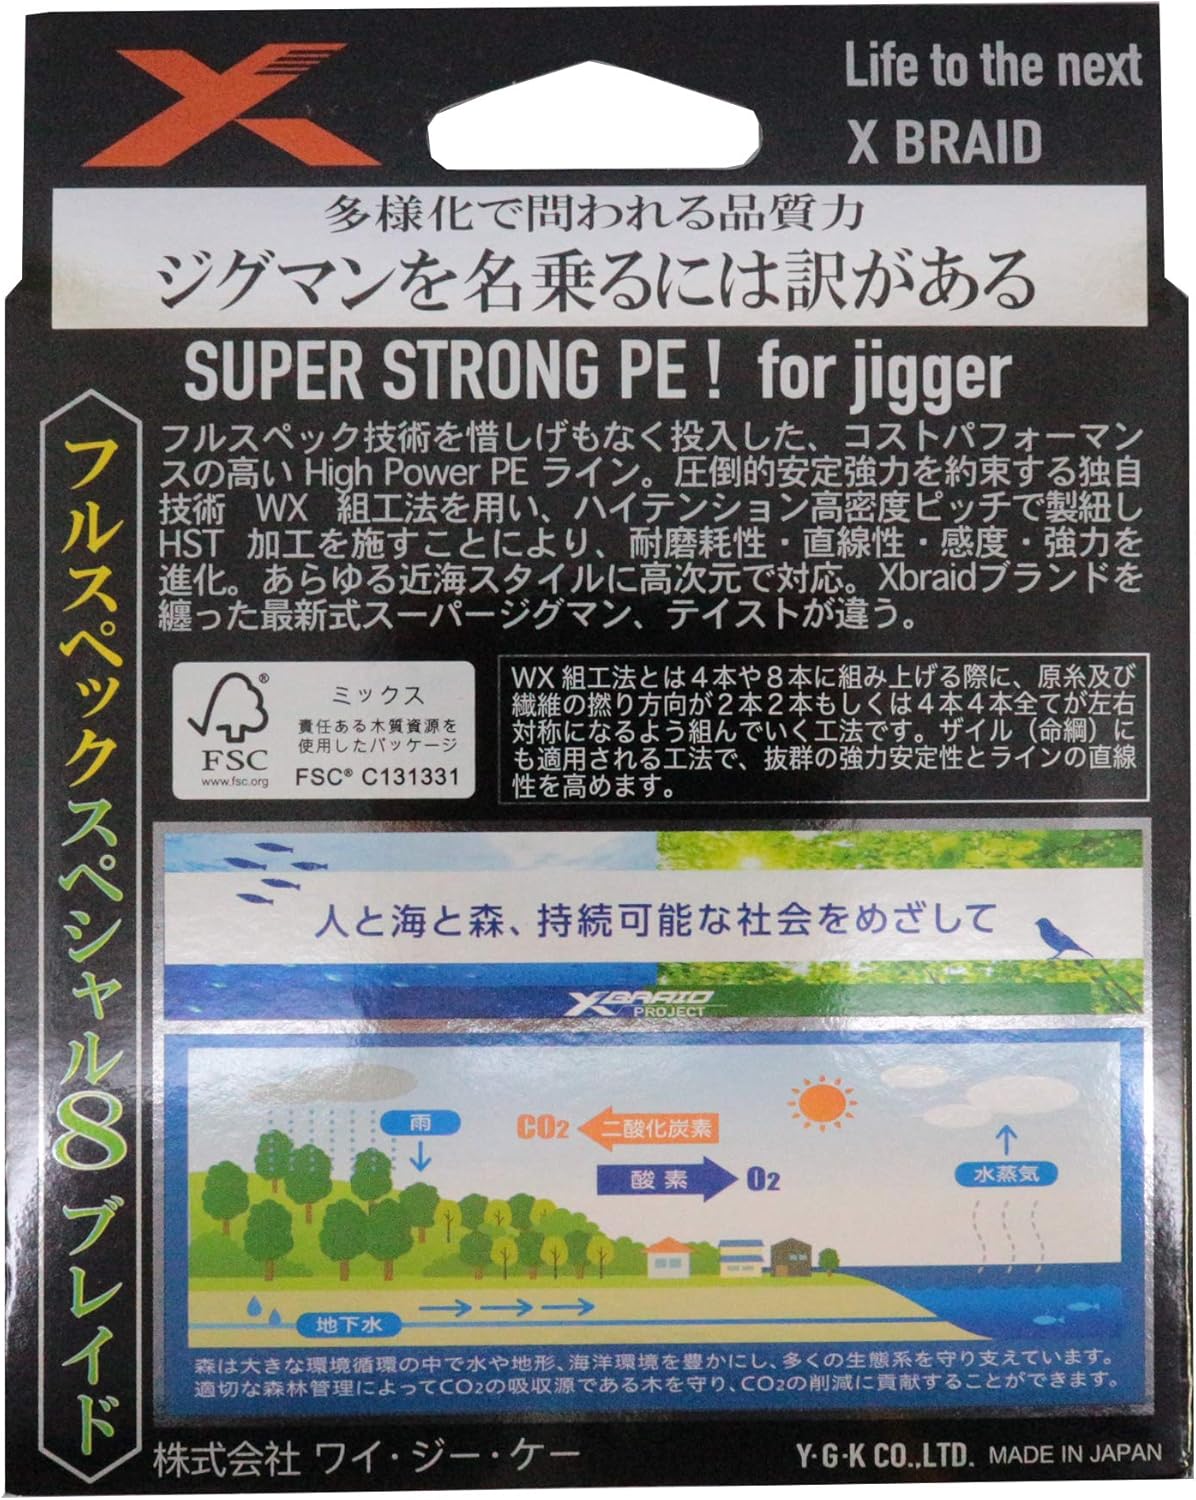 Life to the next
X BRAID
多様化で問われる品質力
ジグマンを名乗るには訳がある
SUPER STRONG PE! for jigger
フルスペックスペシャル8ブレイド
フルスペック技術を惜しげもなく投入した、コストパフォーマン
スの高い High Power PE ライン。圧倒的安定強力を約束する独自
技術 WX 組工法を用い、ハイテンション高密度ピッチで製紐し
HST 加工を施すことにより、耐磨耗性・直線性・感度・強力を
進化。あらゆる近海スタイルに高次元で対応。Xbraidブランドを
纏った最新式スーパージグマン、テイストが違う。
FSC
www.fsc.org
ミックス
責任ある木質資源を
使用したパッケージ
FSC® C131331
WX 組工法とは4本や8本に組み上げる際に、原糸及び
繊維の撚り方向が2本2本もしくは4本4本全てが左右
対称になるよう組んでいく工法です。ザイル（命綱）に
も適用される工法で、抜群の強力安定性とラインの直線
性を高めます。
人と海と森、持続可能な社会をめざして
X BRAID
PROJECT
雨
CO2 二酸化炭素
酸素 O2
水蒸気
地下水
森は大きな環境循環の中で水や地形、海洋環境を豊かにし、多くの生態系を守り支えています。
適切な森林管理によってCO2の吸収源である木を守り、CO2の削減に貢献することができます。
株式会社 ワイ・ジー・ケー
Y・G・K CO.,LTD. MADE IN JAPAN